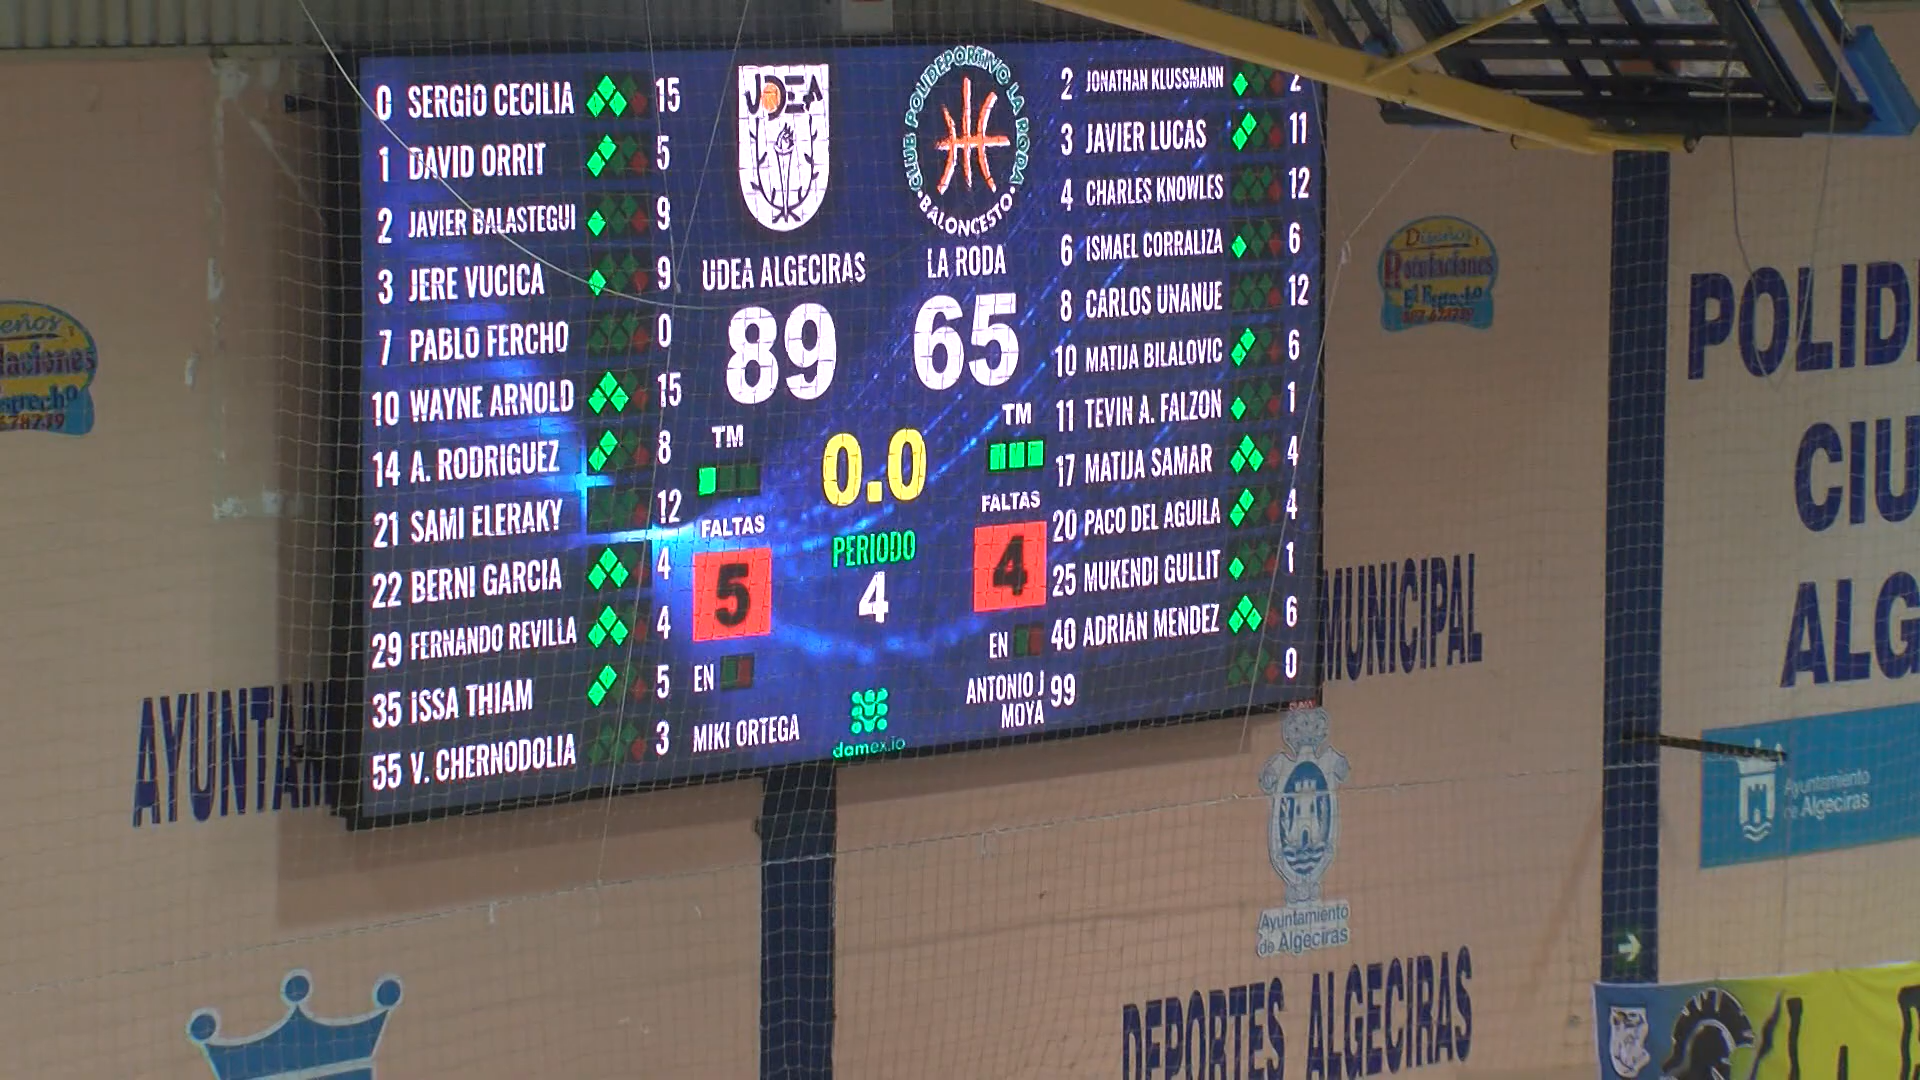 0 SERGIO CECILIA 15
1 DAVID ORRIT 5
2 JAVIER BALASTEGUI 9
3 JERE VUCICA 9
7 PABLO FERCHO 0
10 WAYNE ARNOLD 15
14 A. RODRIGUEZ 8
21 SAMI ELERAKY 12
22 BERNI GARCIA 4
29 FERNANDO REVILLA 4
35 ISSA THIAM 5
55 V. CHERNODOLIA 3
UDEA
CLUB POLIDEPORTIVO LA RODA
·BALONCESTO·
UDEA ALGECIRAS
LA RODA
89
65
TM
TM
0.0
FALTAS
FALTAS
5
PERIODO
4
4
EN
EN
MIKI ORTEGA
damex.io
ANTONIO J
MOYA
99
2 JONATHAN KLUSSMANN 2
3 JAVIER LUCAS 11
4 CHARLES KNOWLES 12
6 ISMAEL CORRALIZA 6
8 CARLOS UNANUE 12
10 MATIJA BILALOVIC 6
11 TEVIN A. FALZON 1
17 MATIJA SAMAR 4
20 PACO DEL AGUILA 4
25 MUKENDI GULLIT 1
40 ADRIAN MENDEZ 6
0
Diseños
Rotulaciones
El Estrecho
AYUNTAM
MUNICIPAL
POLID
CIU
ALG
Ayuntamiento
de Algeciras
Ayuntamiento
de Algeciras
DEPORTES ALGECIRAS